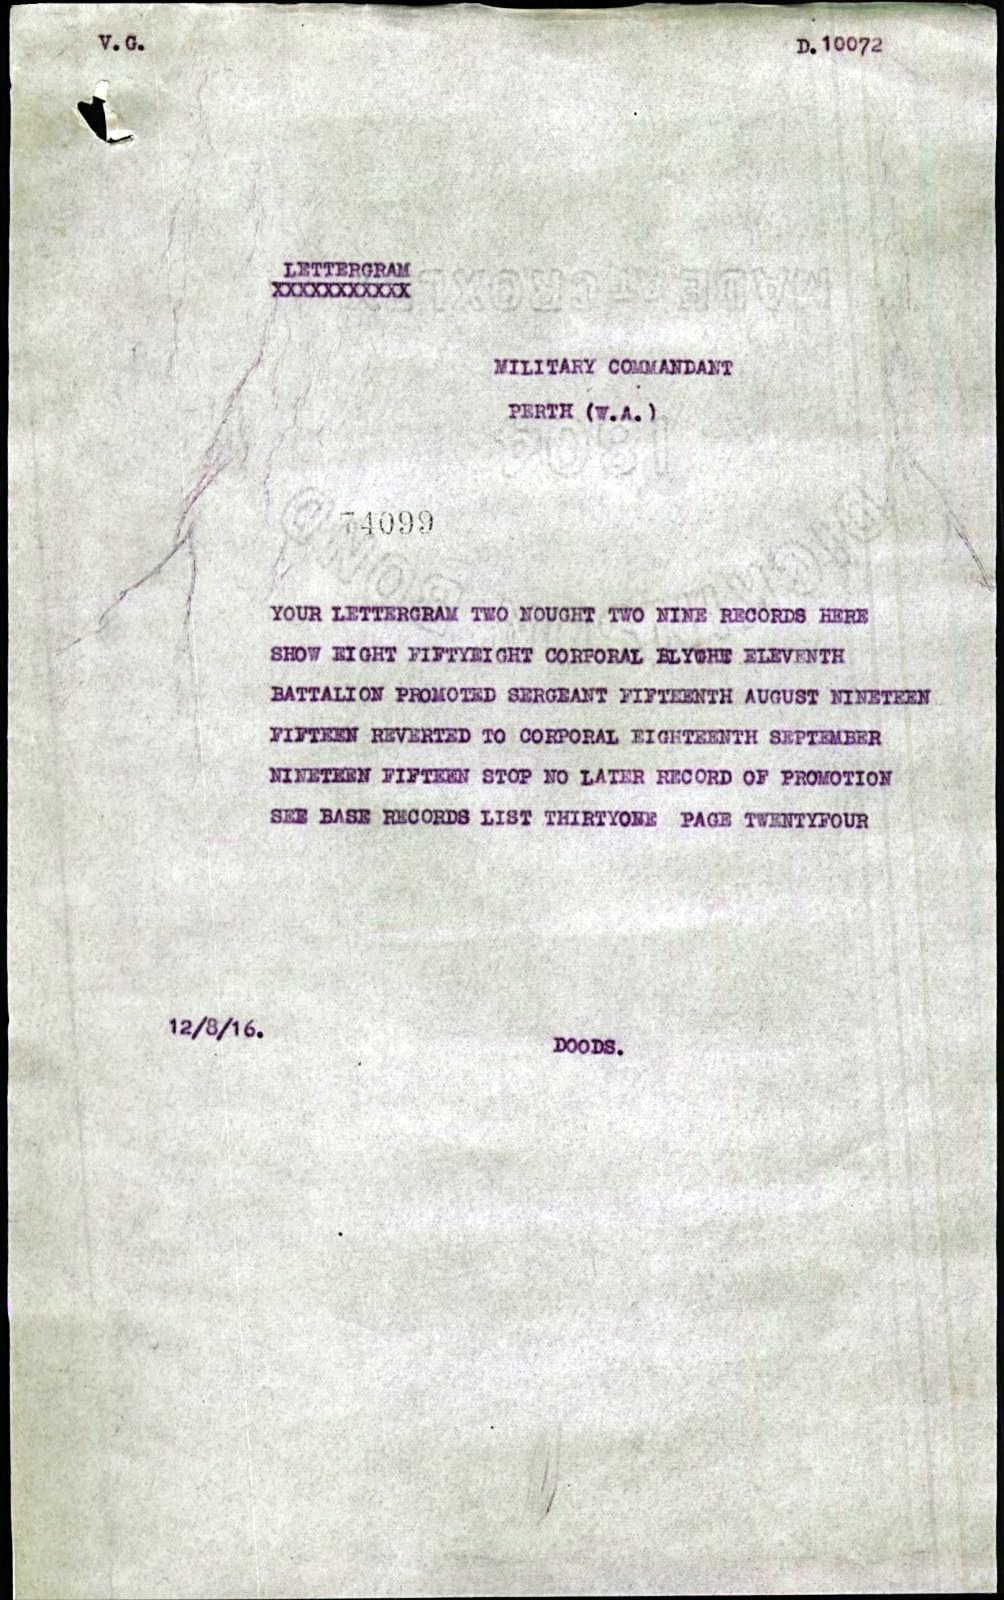 V.G.
D.10072
LETTERGRAM
XXXXXXXXXXX
MILITARY COMMANDANT
PERTH (W.A.)
74099
YOUR LETTERGRAM TWO NOUGHT TWO NINE RECORDS HERE
SHOW EIGHT FIFTYEIGHT CORPORAL BLYTHE ELEVENTH
BATTALION PROMOTED SERGEANT FIFTEENTH AUGUST NINETEEN
FIFTEEN REVERTED TO CORPORAL EIGHTEENTH SEPTEMBER
NINETEEN FIFTEEN STOP NO LATER RECORD OF PROMOTION
SEE BASE RECORDS LIST THIRTYONE PAGE TWENTYFOUR
12/8/16.
DOODS.